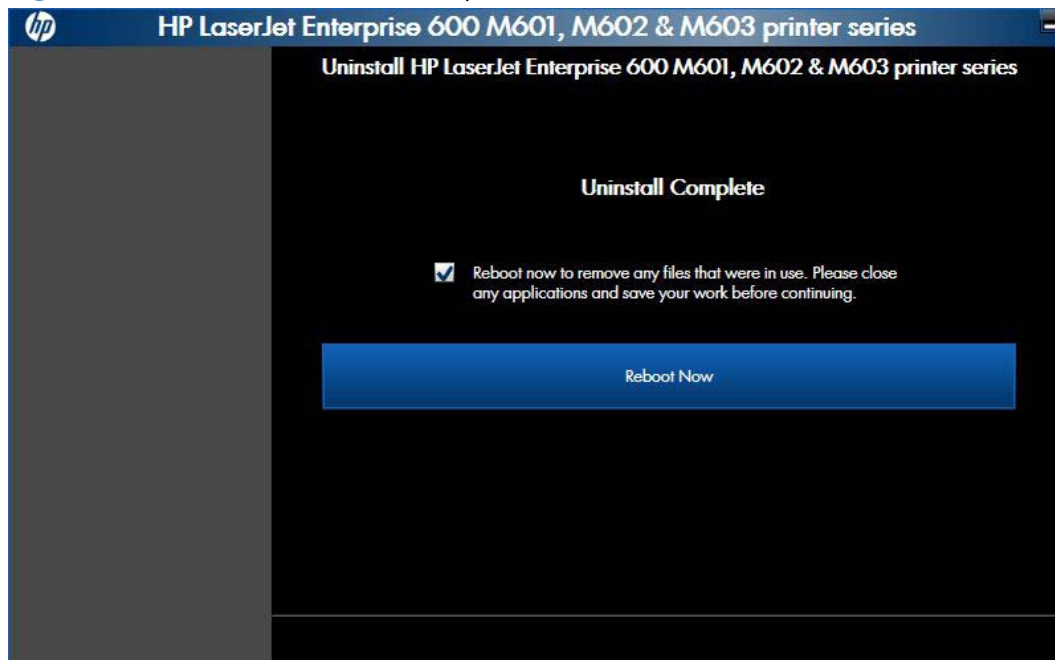 hp
HP LaserJet Enterprise 600 M601, M602 & M603 printer series
Uninstall HP LaserJet Enterprise 600 M601, M602 & M603 printer series
Uninstall Complete
Reboot now to remove any files that were in use. Please close
any applications and save your work before continuing.
Reboot Now